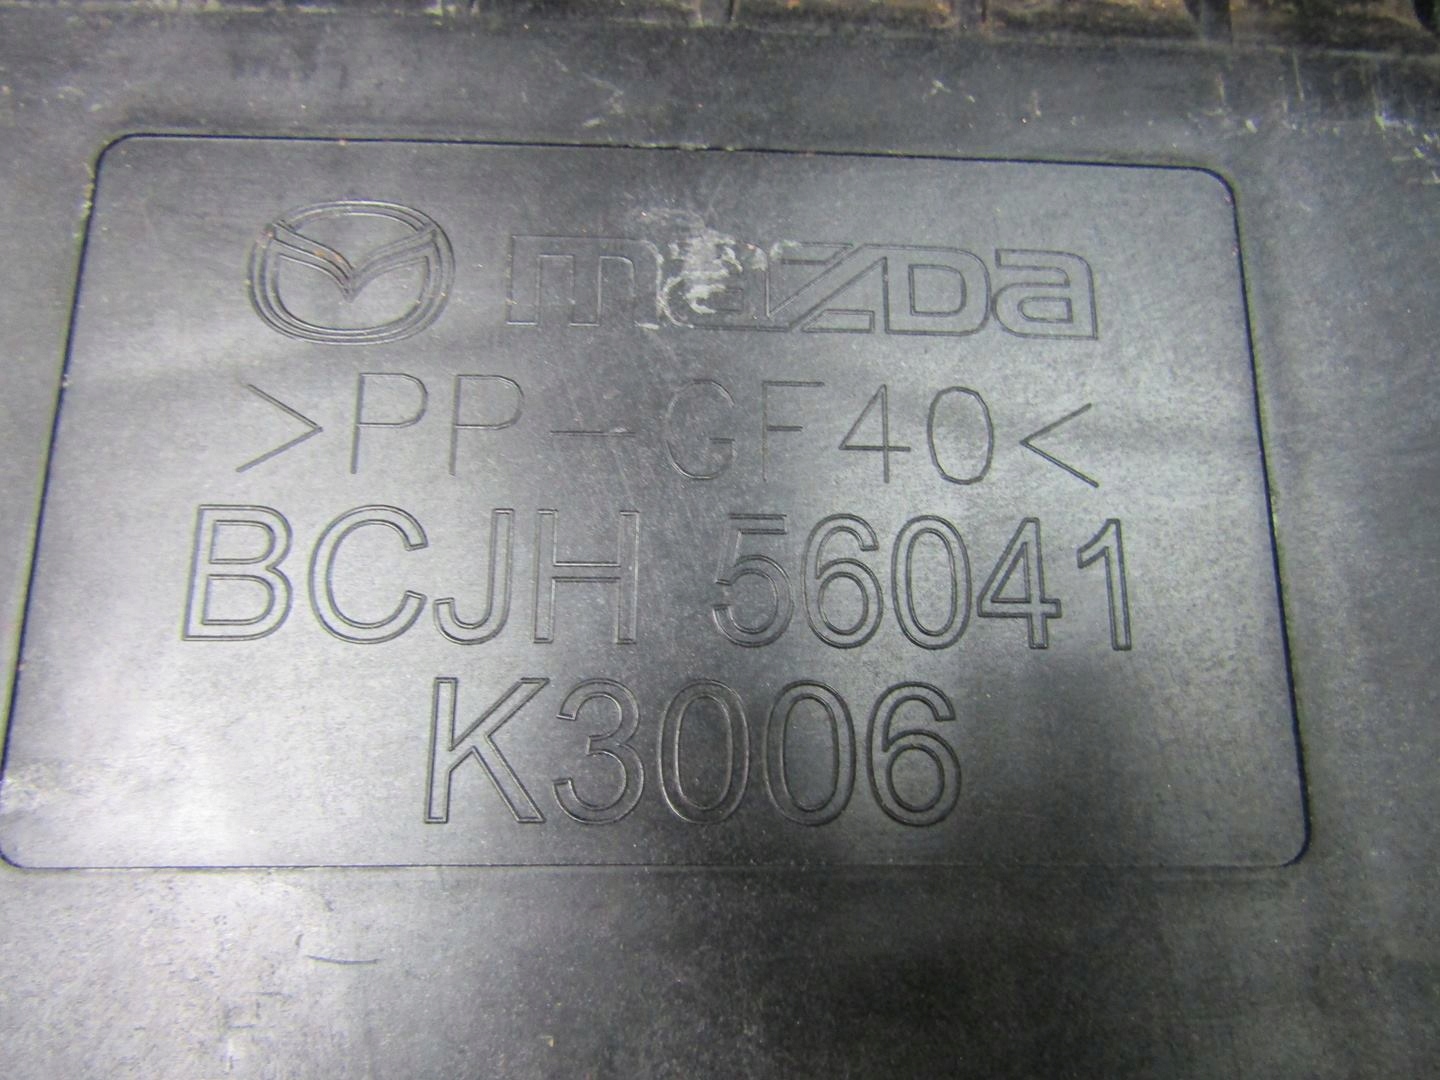 mazda
>PP-GF40<
BCJH 56041
K3006